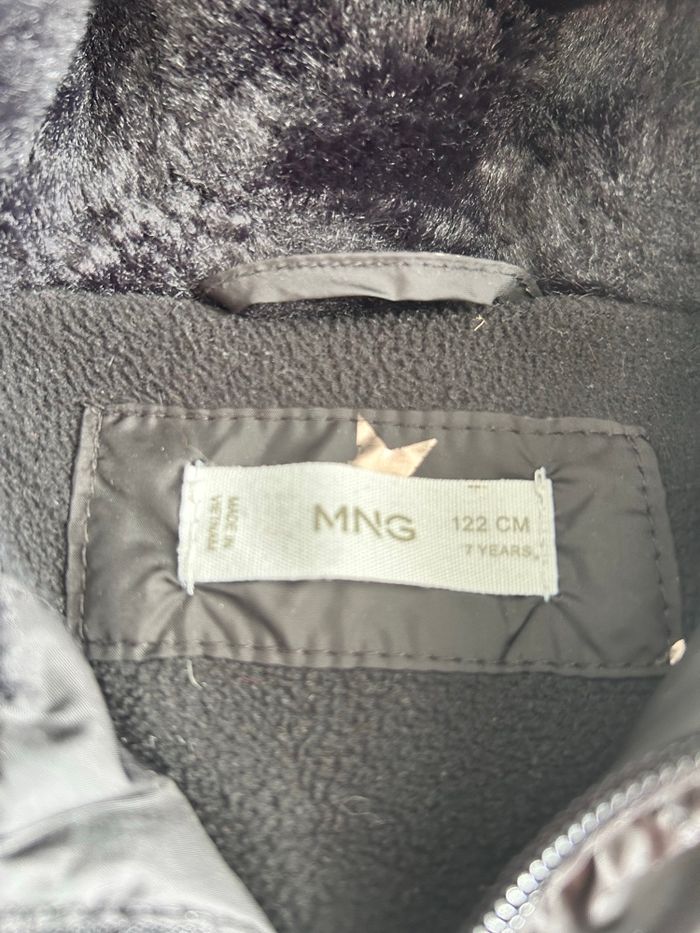 MADE IN
VIETNAM
MNG
122 CM
7 YEARS